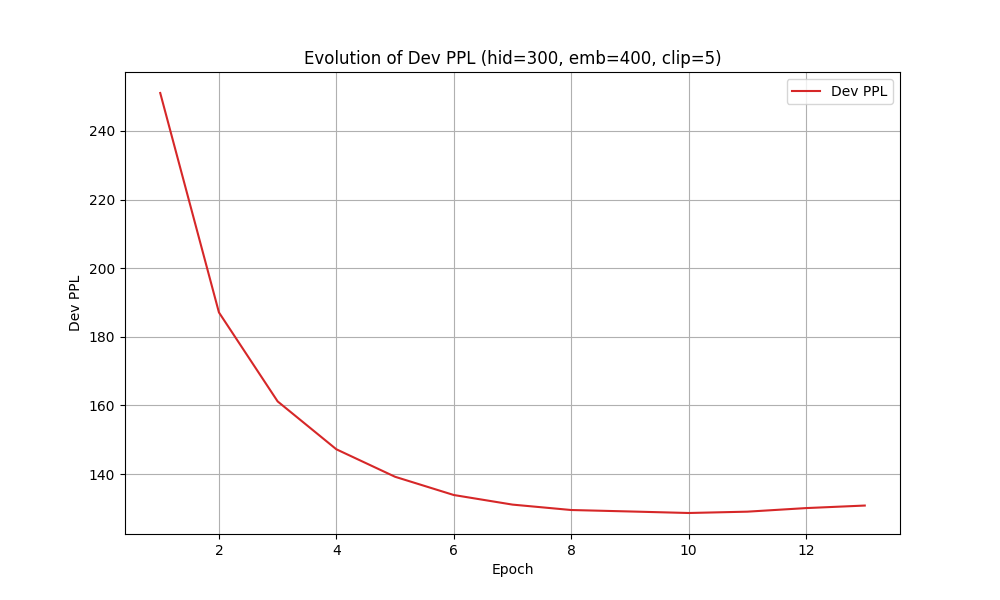 Evolution of Dev PPL (hid=300, emb=400, clip=5)
Dev PPL
240
220
200
180
160
140
Dev PPL
2 4 6 8 10 12
Epoch